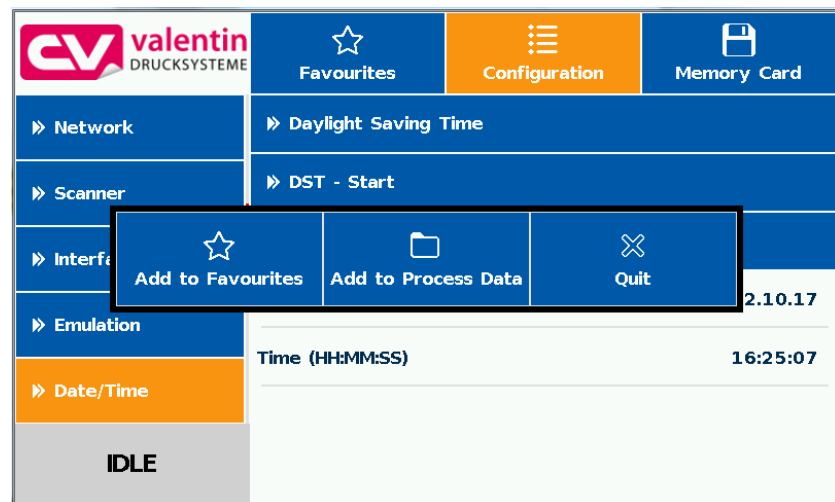 valentin
DRUCKSYSTEME
Favourites
Configuration
Memory Card
Network
Scanner
Emulation
Date/Time
IDLE
Daylight Saving Time
DST - Start
Add to Favourites
Add to Process Data
Quit
2.10.17
Time (HH:MM:SS)
16:25:07